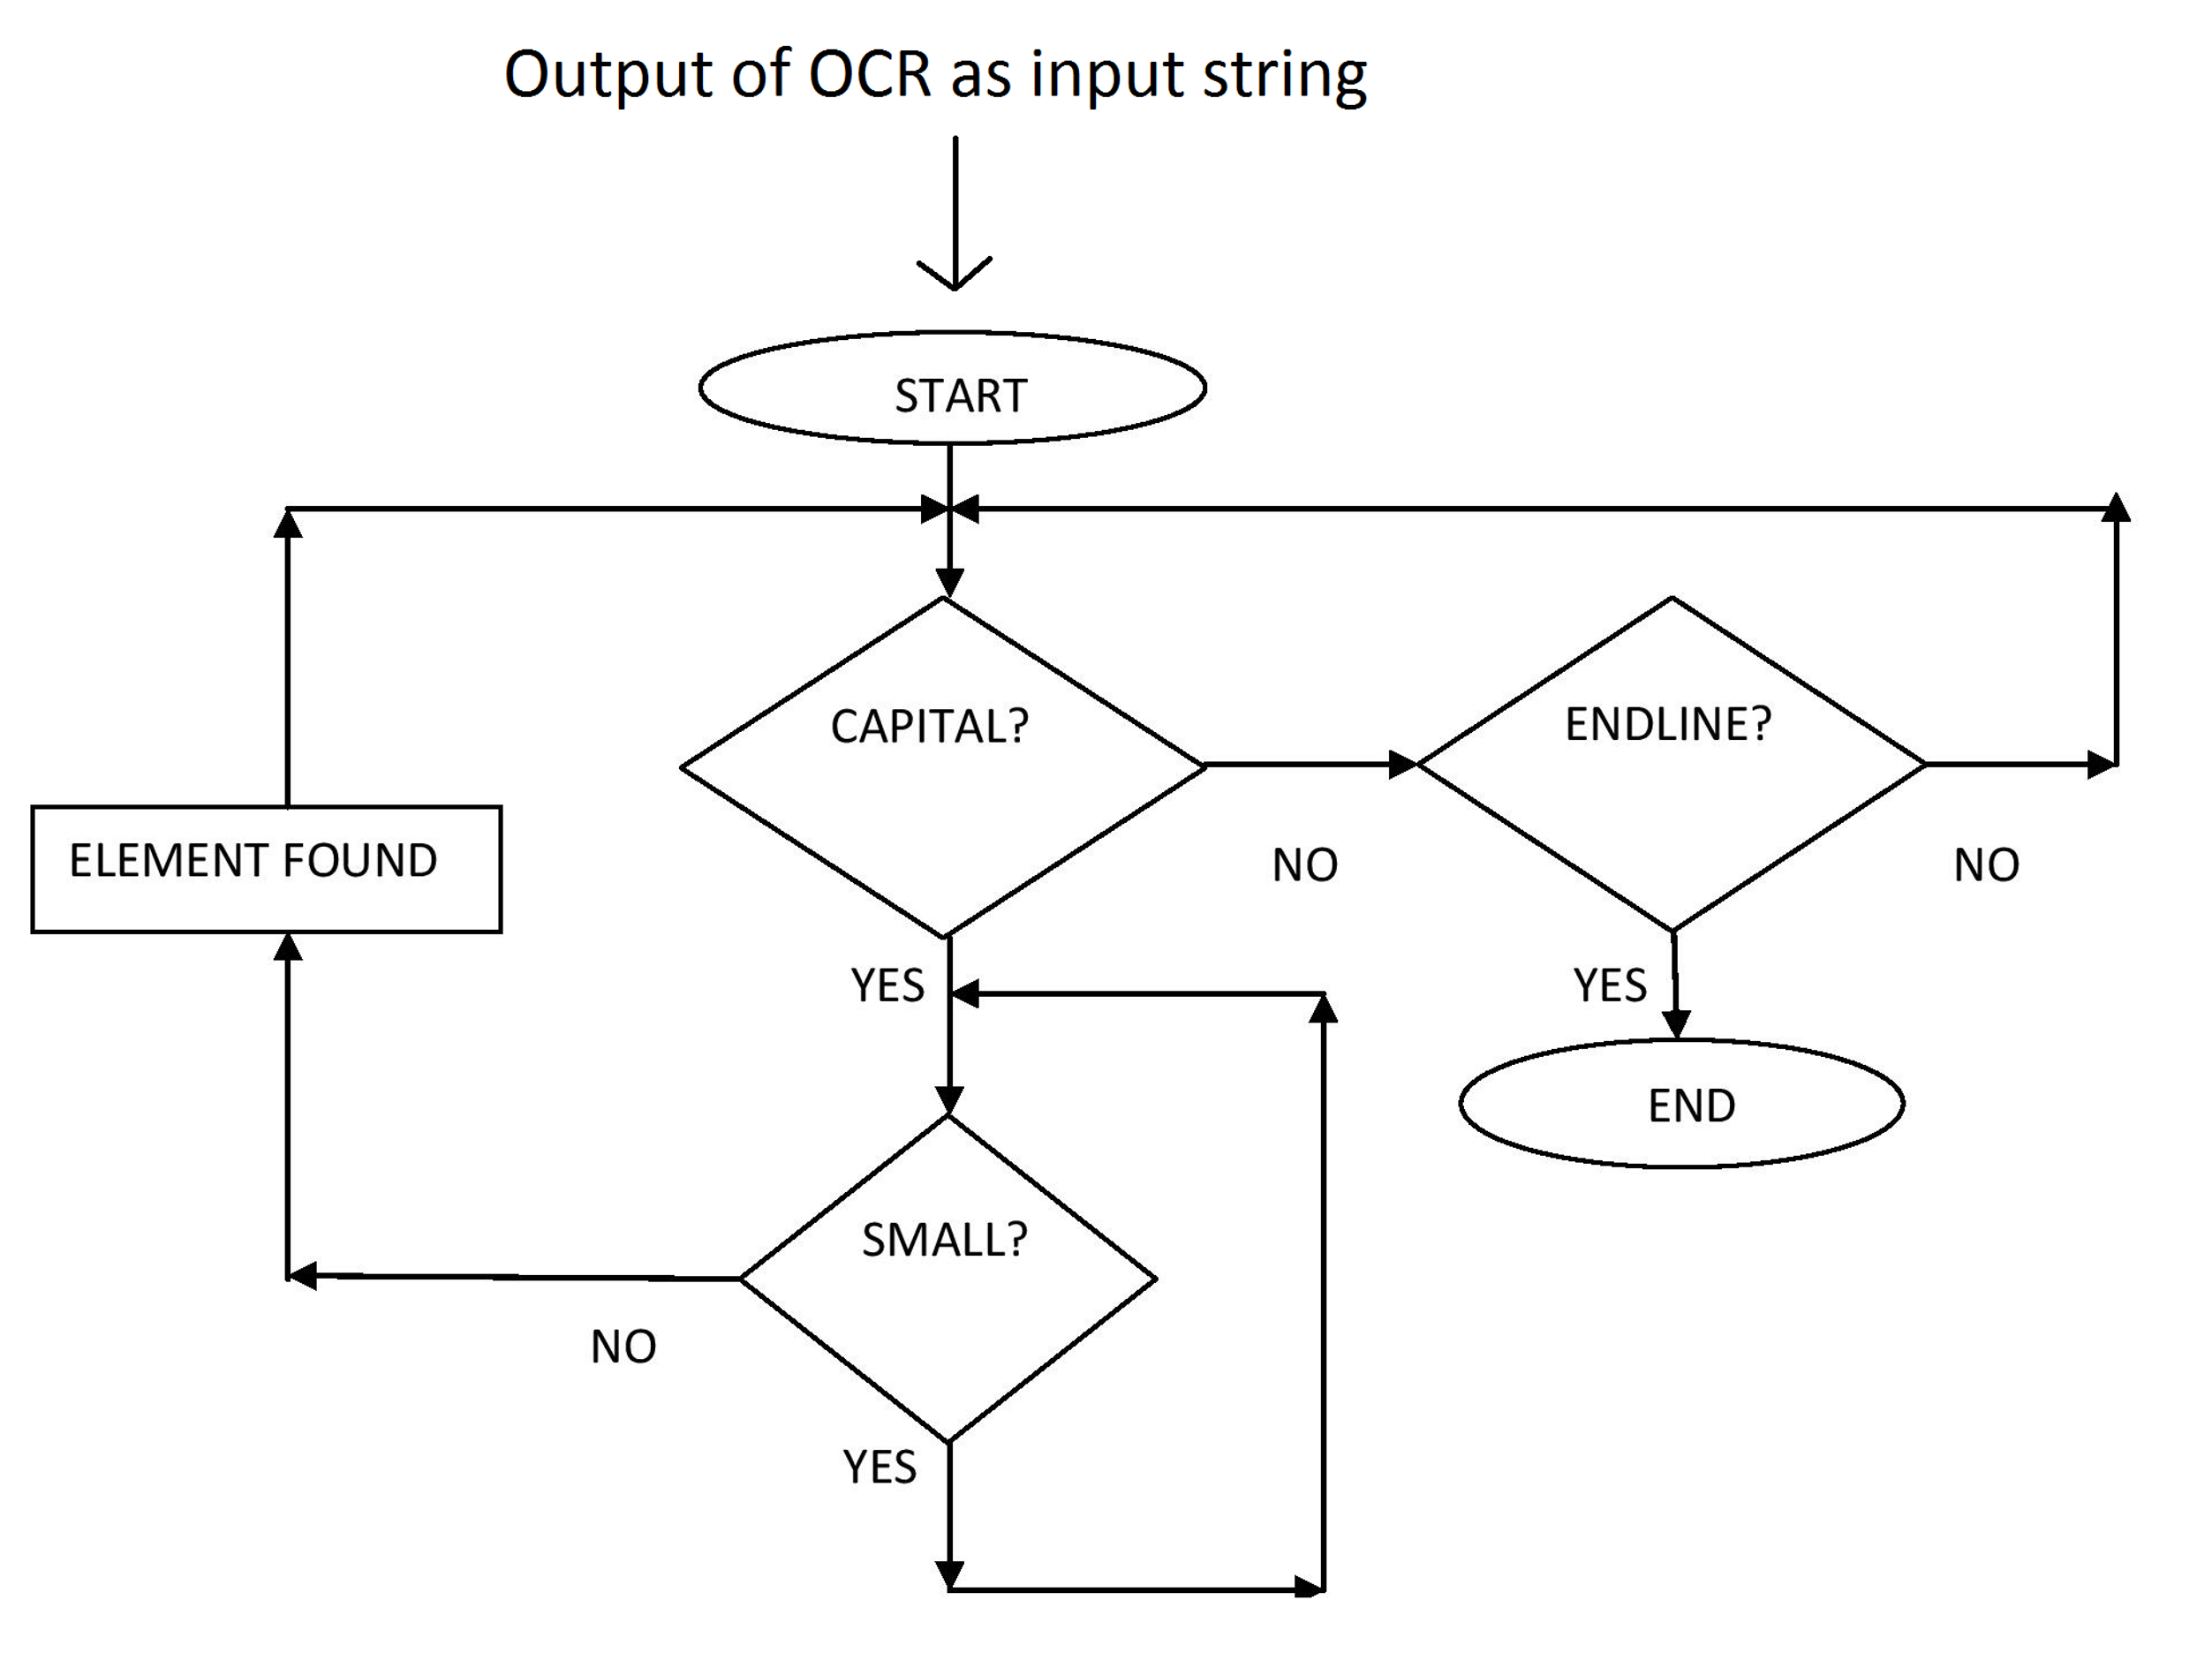 Output of OCR as input string
START
CAPITAL?
ENDLINE?
ELEMENT FOUND
NO
NO
YES
YES
END
SMALL?
NO
YES